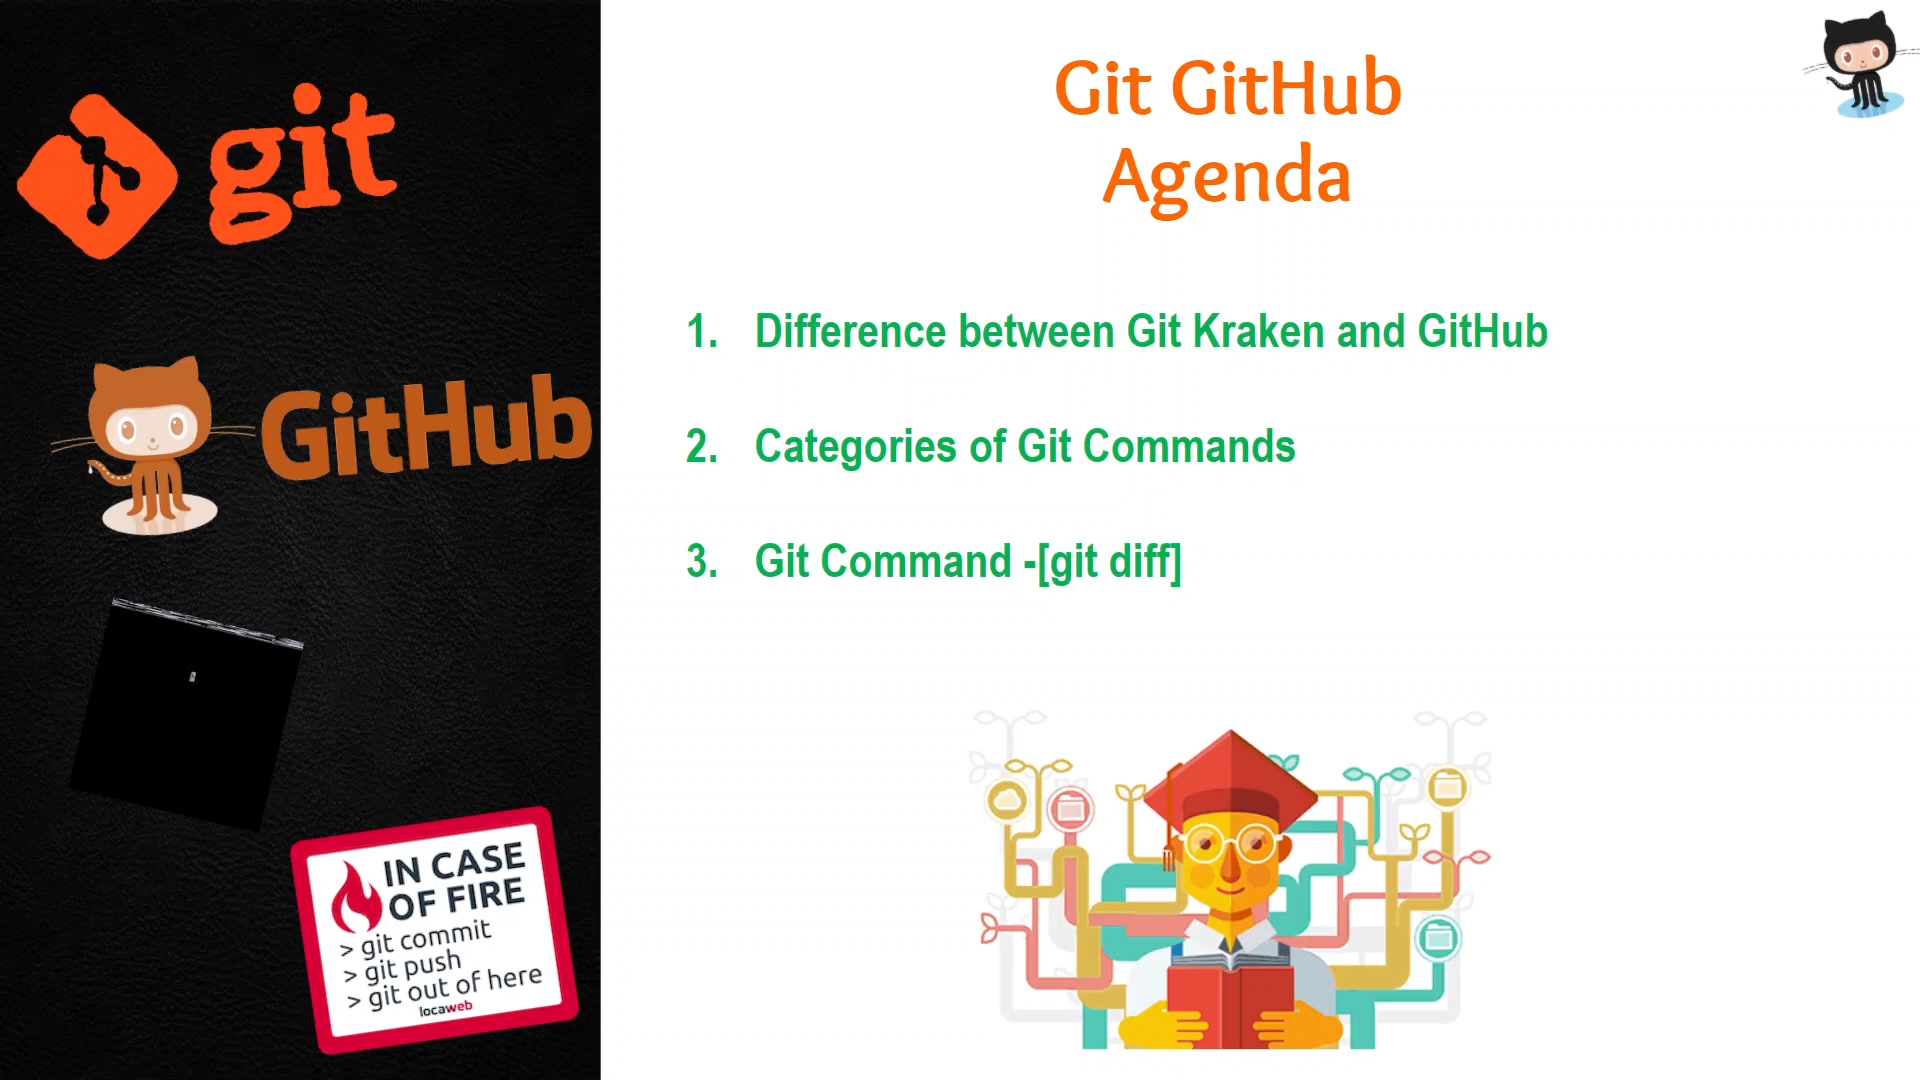 git
GitHub
IN CASE
OF FIRE
> git commit
> git push
> git out of here
locaweb
Git GitHub
Agenda
1. Difference between Git Kraken and GitHub
2. Categories of Git Commands
3. Git Command -[git diff]